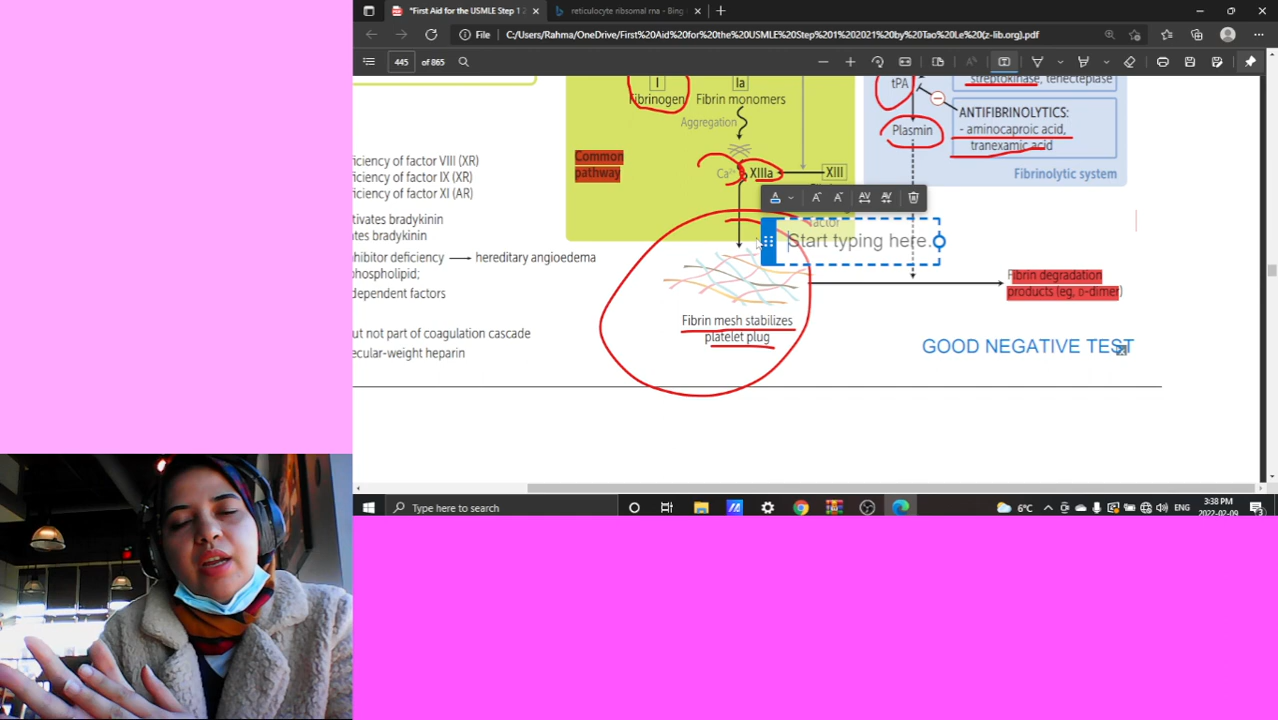 "First Aid for the USMLE Step 1 2
reticulocyte ribsomal rna - Bing
File
C:/Users/Rahma/OneDrive/First%20Aid%20for%20the%20USMLE%20Step%201%202021%20by%20Tao%20Le%20(z-lib.org).pdf
445 of 865
I
Ia
Fibrinogen
Fibrin monomers
Aggregation
Common
pathway
Ca²⁺
XIIIa
XIII
factor
tPA
streptokinase, tenecteplase
ANTIFIBRINOLYTICS:
- aminocaproic acid,
tranexamic acid
Plasmin
Fibrinolytic system
Start typing here.
ficiency of factor VIII (XR)
ficiency of factor IX (XR)
ficiency of factor XI (AR)
tivates bradykinin
ates bradykinin
hibitor deficiency → hereditary angioedema
phospholipid;
dependent factors
ut not part of coagulation cascade
ecular-weight heparin
Fibrin mesh stabilizes
platelet plug
Fibrin degradation
products (eg, D-dimer)
GOOD NEGATIVE TEST
Type here to search
6°C
ENG
3:38 PM
2022-02-09